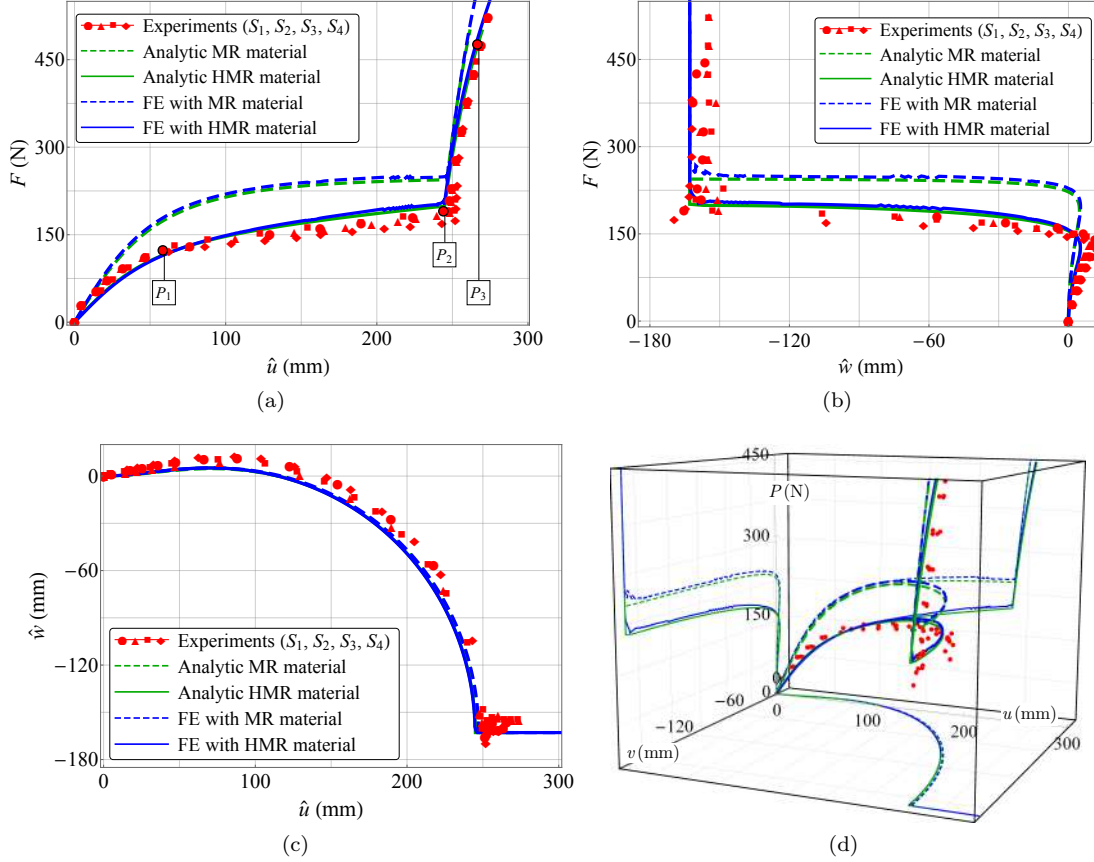 Experiments (S₁, S₂, S₃, S₄)
Analytic MR material
Analytic HMR material
FE with MR material
FE with HMR material
450
300
150
0
F (N)
P₁
P₂
P₃
0 100 200 300
û (mm)
(a)
Experiments (S₁, S₂, S₃, S₄)
Analytic MR material
Analytic HMR material
FE with MR material
FE with HMR material
450
300
150
0
F (N)
−180 −120 −60 0
ŵ (mm)
(b)
0
−60
−120
−180
ŵ (mm)
Experiments (S₁, S₂, S₃, S₄)
Analytic MR material
Analytic HMR material
FE with MR material
FE with HMR material
0 100 200 300
û (mm)
(c)
450
P (N)
300
150
0
0
−60
−120
v (mm)
0
100
200
300
u (mm)
(d)